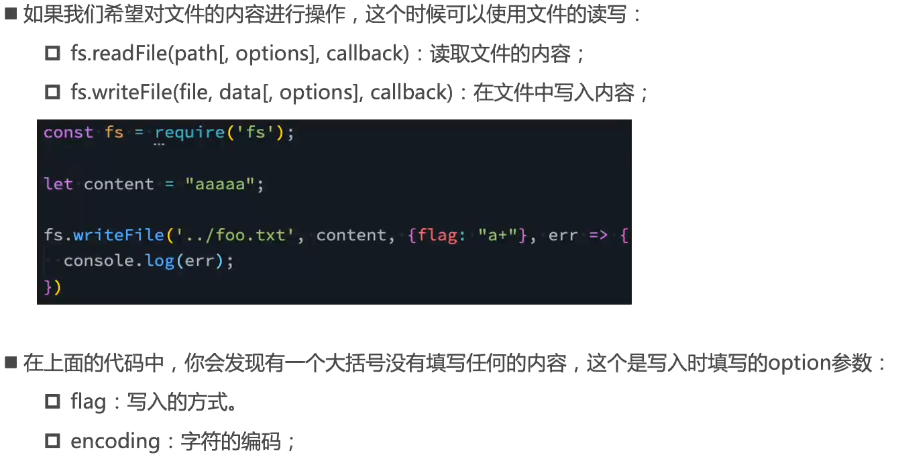 如果我们希望对文件的内容进行操作，这个时候可以使用文件的读写：
fs.readFile(path[, options], callback)：读取文件的内容；
fs.writeFile(file, data[, options], callback)：在文件中写入内容；
const fs = require('fs');
let content = "aaaaa";
fs.writeFile('../foo.txt', content, {flag: "a+"}, err => {
  console.log(err);
})
在上面的代码中，你会发现有一个大括号没有填写任何的内容，这个是写入时填写的option参数：
flag：写入的方式。
encoding：字符的编码；